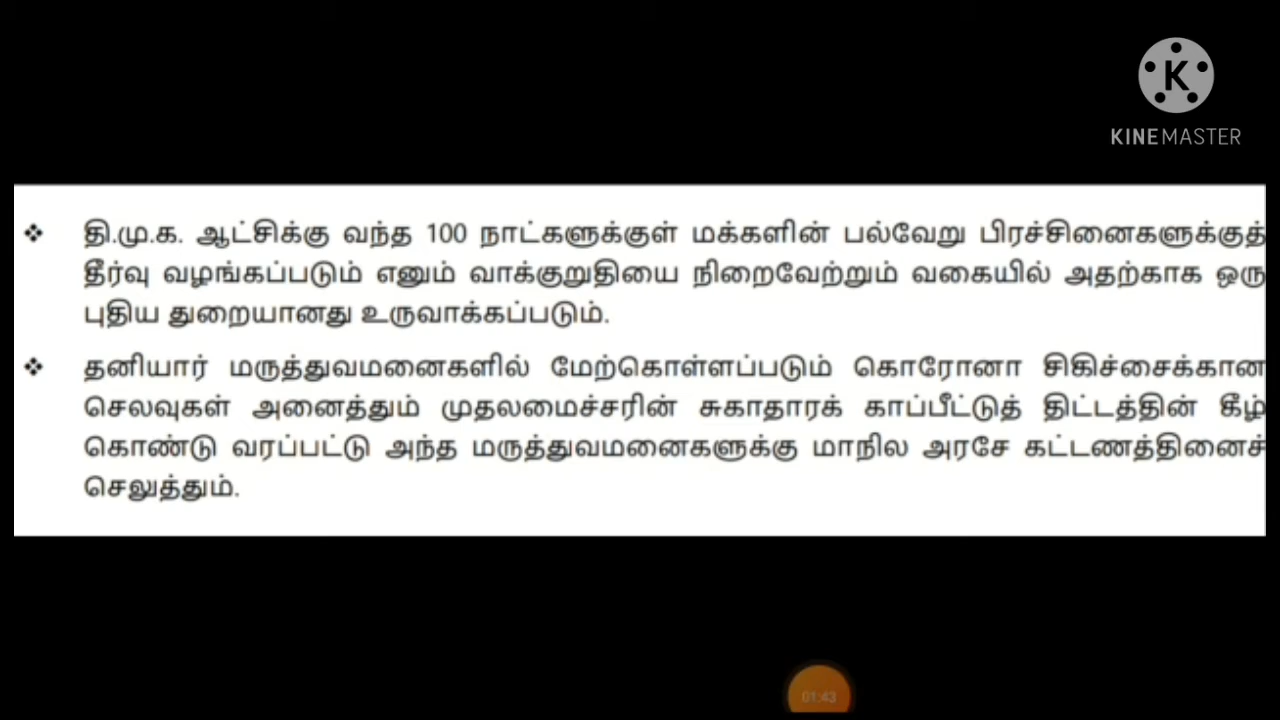 KINEMASTER
❖ தி.மு.க. ஆட்சிக்கு வந்த 100 நாட்களுக்குள் மக்களின் பல்வேறு பிரச்சினைகளுக்குத்
தீர்வு வழங்கப்படும் எனும் வாக்குறுதியை நிறைவேற்றும் வகையில் அதற்காக ஒரு
புதிய துறையானது உருவாக்கப்படும்.
❖ தனியார் மருத்துவமனைகளில் மேற்கொள்ளப்படும் கொரோனா சிகிச்சைக்கான
செலவுகள் அனைத்தும் முதலமைச்சரின் சுகாதாரக் காப்பீட்டுத் திட்டத்தின் கீழ்
கொண்டு வரப்பட்டு அந்த மருத்துவமனைகளுக்கு மாநில அரசே கட்டணத்தினைச்
செலுத்தும்.
01:43